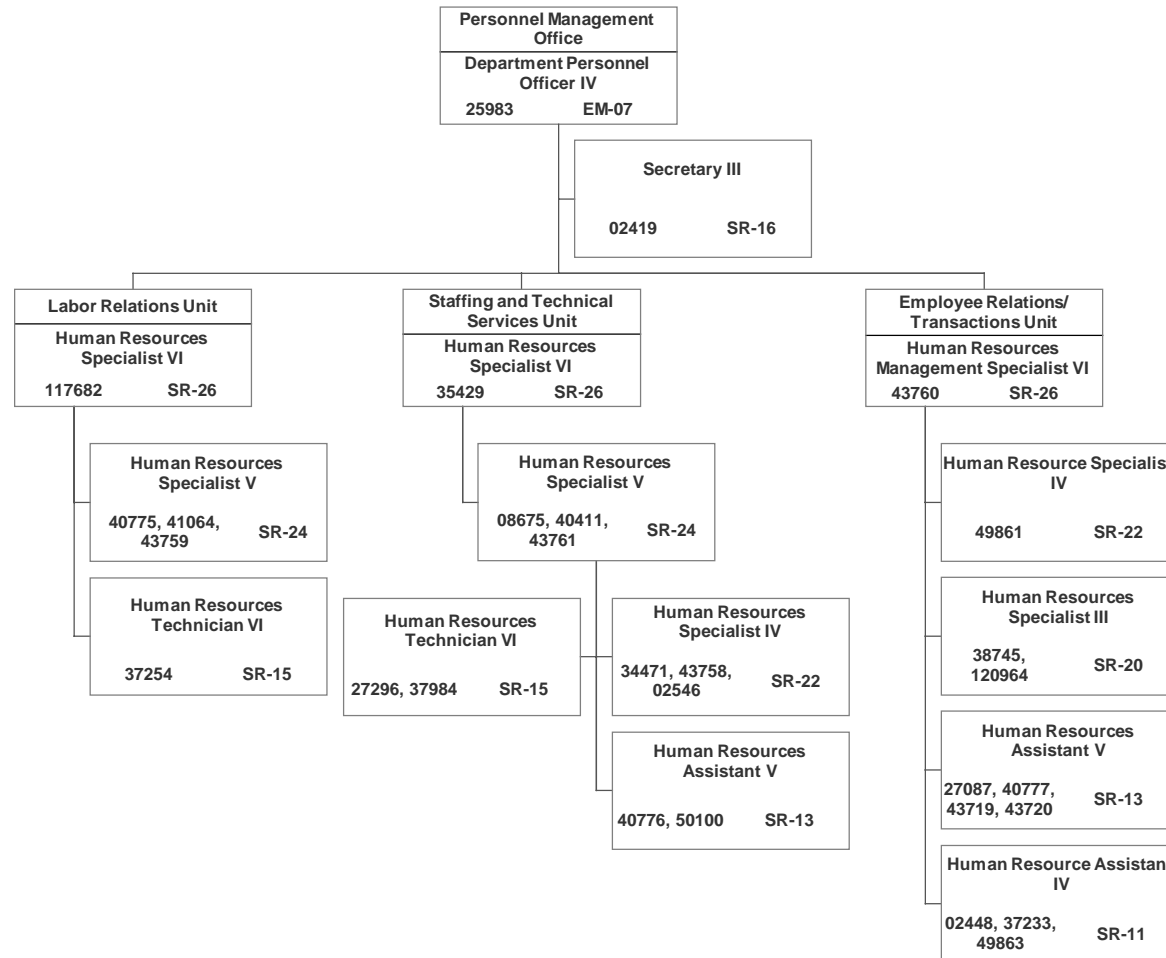 Personnel Management
Office
Department Personnel
Officer IV
25983 EM-07
Secretary III
02419 SR-16
Labor Relations Unit
Human Resources
Specialist VI
117682 SR-26
Staffing and Technical
Services Unit
Human Resources
Specialist VI
35429 SR-26
Employee Relations/
Transactions Unit
Human Resources
Management Specialist VI
43760 SR-26
Human Resources
Specialist V
40775, 41064,
43759 SR-24
Human Resources
Technician VI
37254 SR-15
Human Resources
Specialist V
08675, 40411,
43761 SR-24
Human Resources
Technician VI
27296, 37984 SR-15
Human Resources
Specialist IV
34471, 43758,
02546 SR-22
Human Resources
Assistant V
40776, 50100 SR-13
Human Resource Specialis
IV
49861 SR-22
Human Resources
Specialist III
38745,
120964 SR-20
Human Resources
Assistant V
27087, 40777,
43719, 43720 SR-13
Human Resource Assistan
IV
02448, 37233,
49863 SR-11